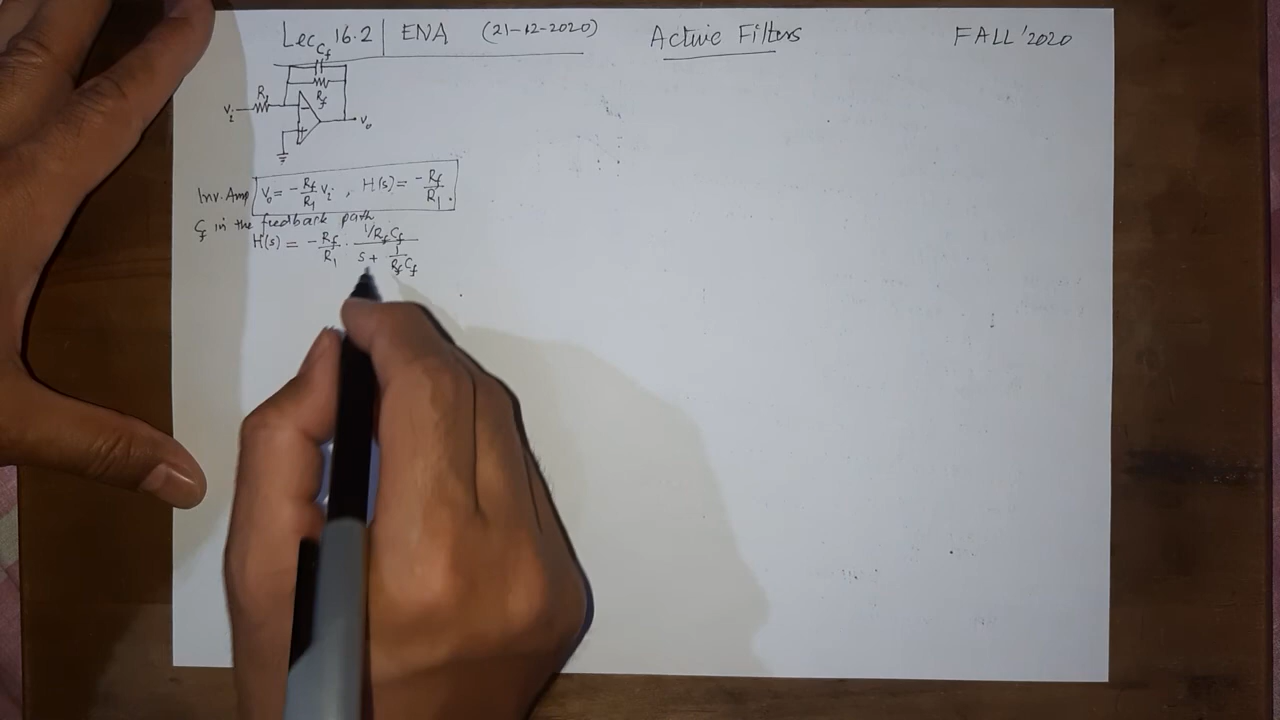 Lec 16.2 | ENA (21-12-2020) Active Filters FALL'2020
Cf
R1 Rf
Vi Vo
- +
Inv. Amp Vo = -Rf/R1 Vi , H(s) = -Rf/R1 .
Cf in the feedback path
H(s) = -Rf/R1 . (1/RfCf)/(s + 1/RfCf)